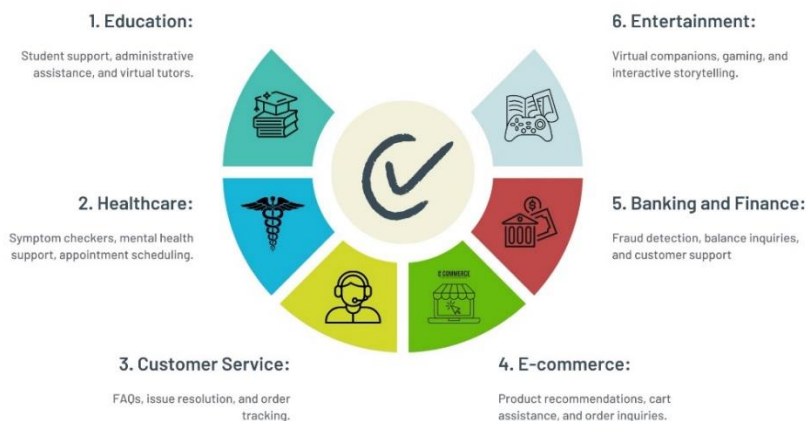 1. Education:
Student support, administrative
assistance, and virtual tutors.
2. Healthcare:
Symptom checkers, mental health
support, appointment scheduling.
3. Customer Service:
FAQs, issue resolution, and order
tracking.
E COMMERCE
4. E-commerce:
Product recommendations, cart
assistance, and order inquiries.
5. Banking and Finance:
Fraud detection, balance inquiries,
and customer support
6. Entertainment:
Virtual companions, gaming, and
interactive storytelling.